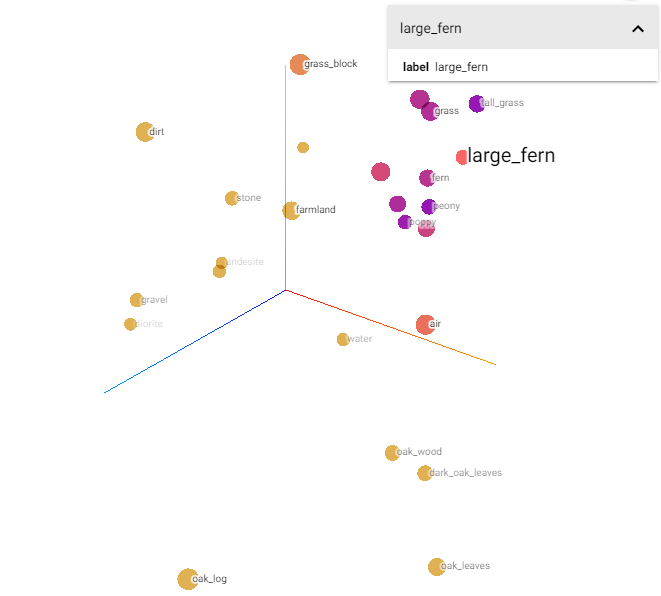 large_fern
label large_fern
grass_block
grass
tall_grass
dirt
large_fern
fern
stone
peony
farmland
poppy
andesite
gravel
diorite
air
water
oak_wood
dark_oak_leaves
oak_leaves
oak_log